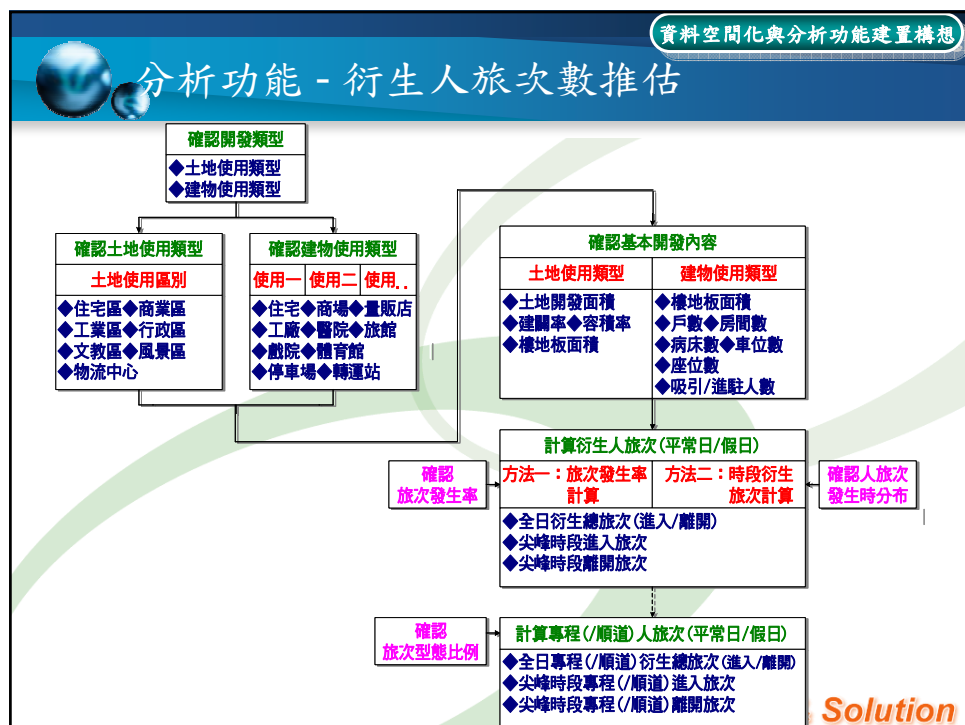 資料空間化與分析功能建置構想
分析功能 - 衍生人旅次數推估
確認開發類型
◆土地使用類型
◆建物使用類型
確認土地使用類型
土地使用區別
◆住宅區◆商業區
◆工業區◆行政區
◆文教區◆風景區
◆物流中心
確認建物使用類型
使用一 使用二 使用..
◆住宅◆商場◆量販店
◆工廠◆醫院◆旅館
◆戲院◆體育館
◆停車場◆轉運站
確認基本開發內容
土地使用類型
◆土地開發面積
◆建闢率◆容積率
◆樓地板面積
建物使用類型
◆樓地板面積
◆戶數◆房間數
◆病床數◆車位數
◆座位數
◆吸引/進駐人數
計算衍生人旅次(平常日/假日)
確認
旅次發生率
方法一：旅次發生率
計算
方法二：時段衍生
旅次計算
確認人旅次
發生時分布
◆全日衍生總旅次(進入/離開)
◆尖峰時段進入旅次
◆尖峰時段離開旅次
確認
旅次型態比例
計算專程(/順道)人旅次(平常日/假日)
◆全日專程(/順道)衍生總旅次(進入/離開)
◆尖峰時段專程(/順道)進入旅次
◆尖峰時段專程(/順道)離開旅次
Solution